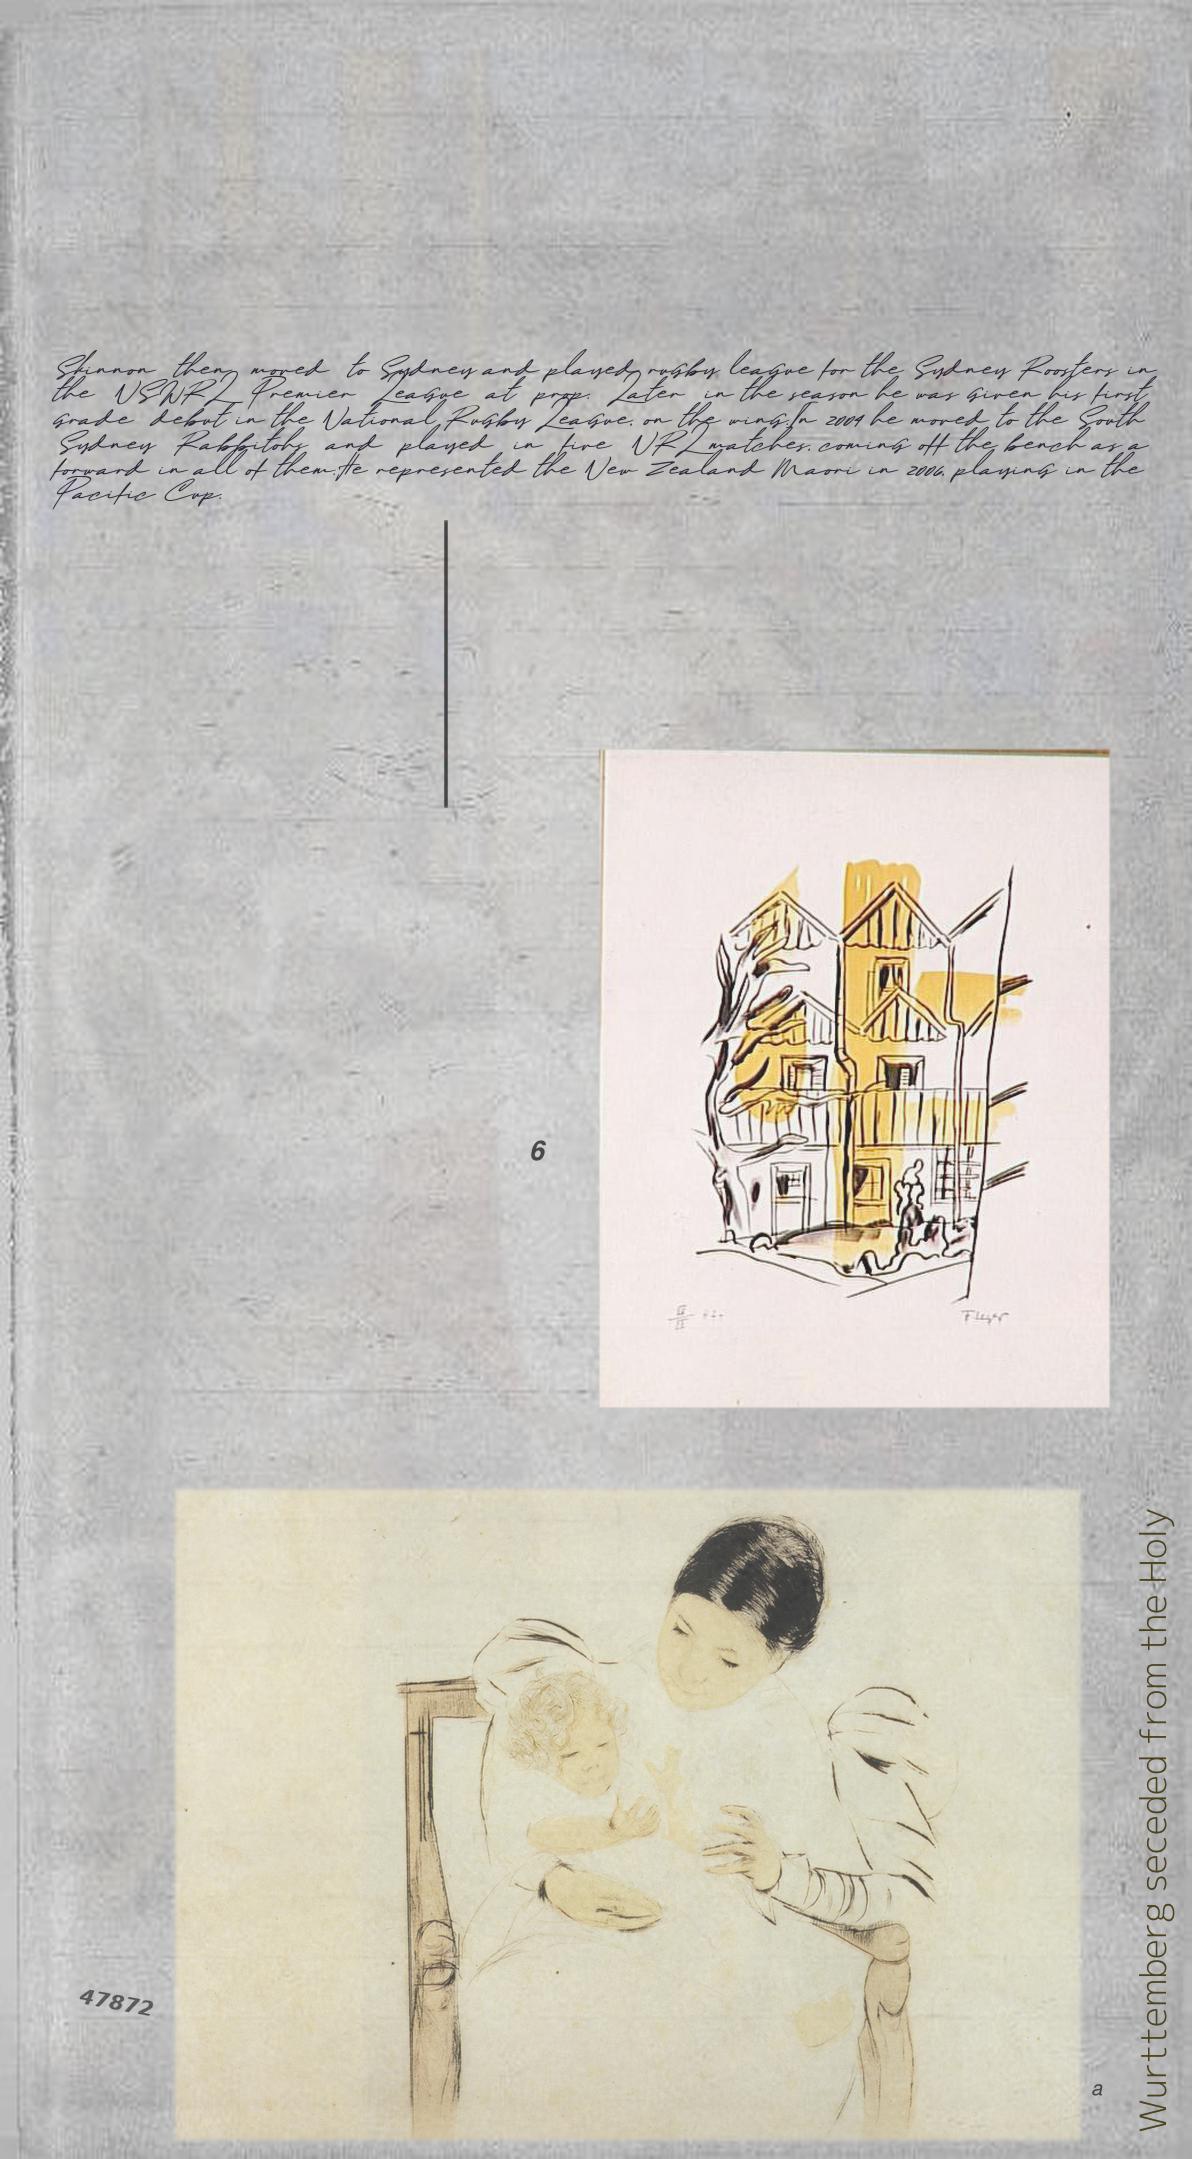 Shinnon then moved to Sydney and played rugby league for the Sydney Roosters in
the NSWRL Premier League at prop. Later in the season he was given his first
grade debut in the National Rugby League, on the wing. In 2004 he moved to the South
Sydney Rabbitohs and played in five NRL matches, coming off the bench as a
forward in all of them. He represented the New Zealand Maori in 2006, playing in the
Pacific Cup.
6
F Leger
47872
a
Wurttemberg seceded from the Holy